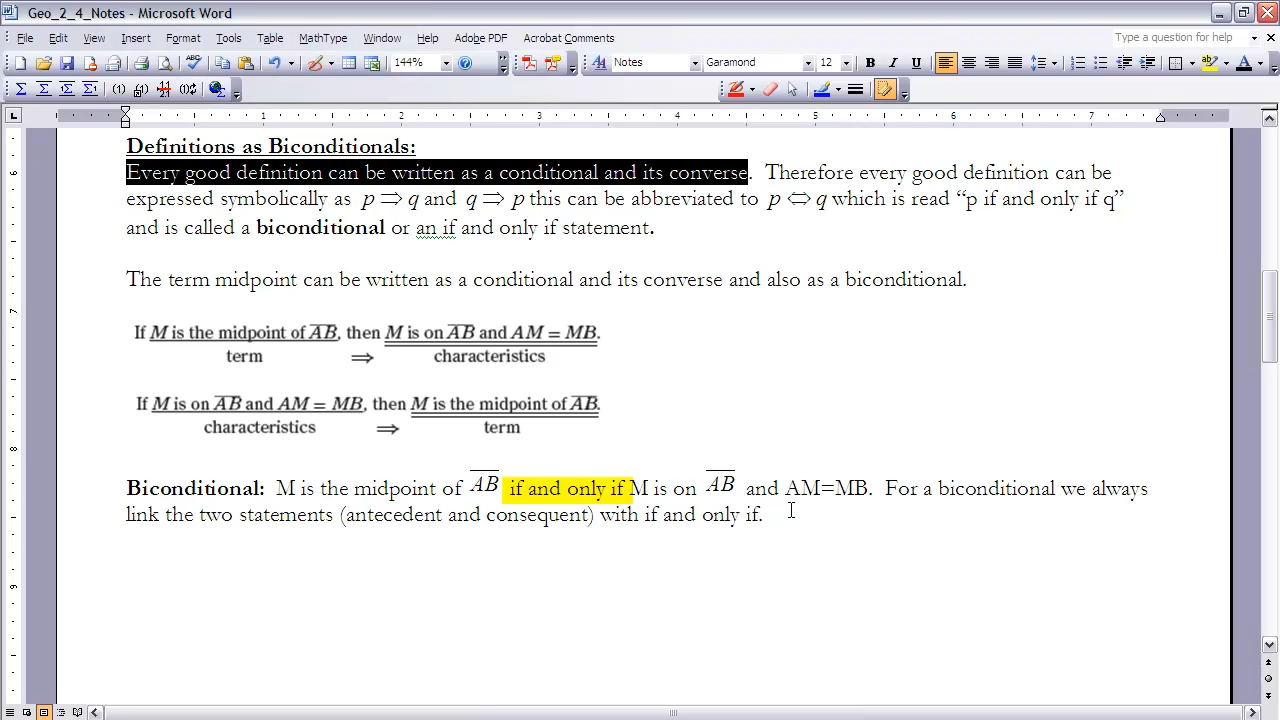 Geo_2_4_Notes - Microsoft Word
File Edit View Insert Format Tools Table MathType Window Help Adobe PDF Acrobat Comments Type a question for help
144% Notes Garamond 12 B I U A
1 2 3 4 5 6 7
Definitions as Biconditionals:
Every good definition can be written as a conditional and its converse. Therefore every good definition can be
expressed symbolically as p ⇒ q and q ⇒ p this can be abbreviated to p ⇔ q which is read “p if and only if q”
and is called a biconditional or an if and only if statement.
The term midpoint can be written as a conditional and its converse and also as a biconditional.
If M is the midpoint of A̅B̅, then M is on A̅B̅ and AM = MB.
term ⇒ characteristics
If M is on A̅B̅ and AM = MB, then M is the midpoint of A̅B̅.
characteristics ⇒ term
Biconditional: M is the midpoint of A̅B̅ if and only if M is on A̅B̅ and AM=MB. For a biconditional we always
link the two statements (antecedent and consequent) with if and only if.